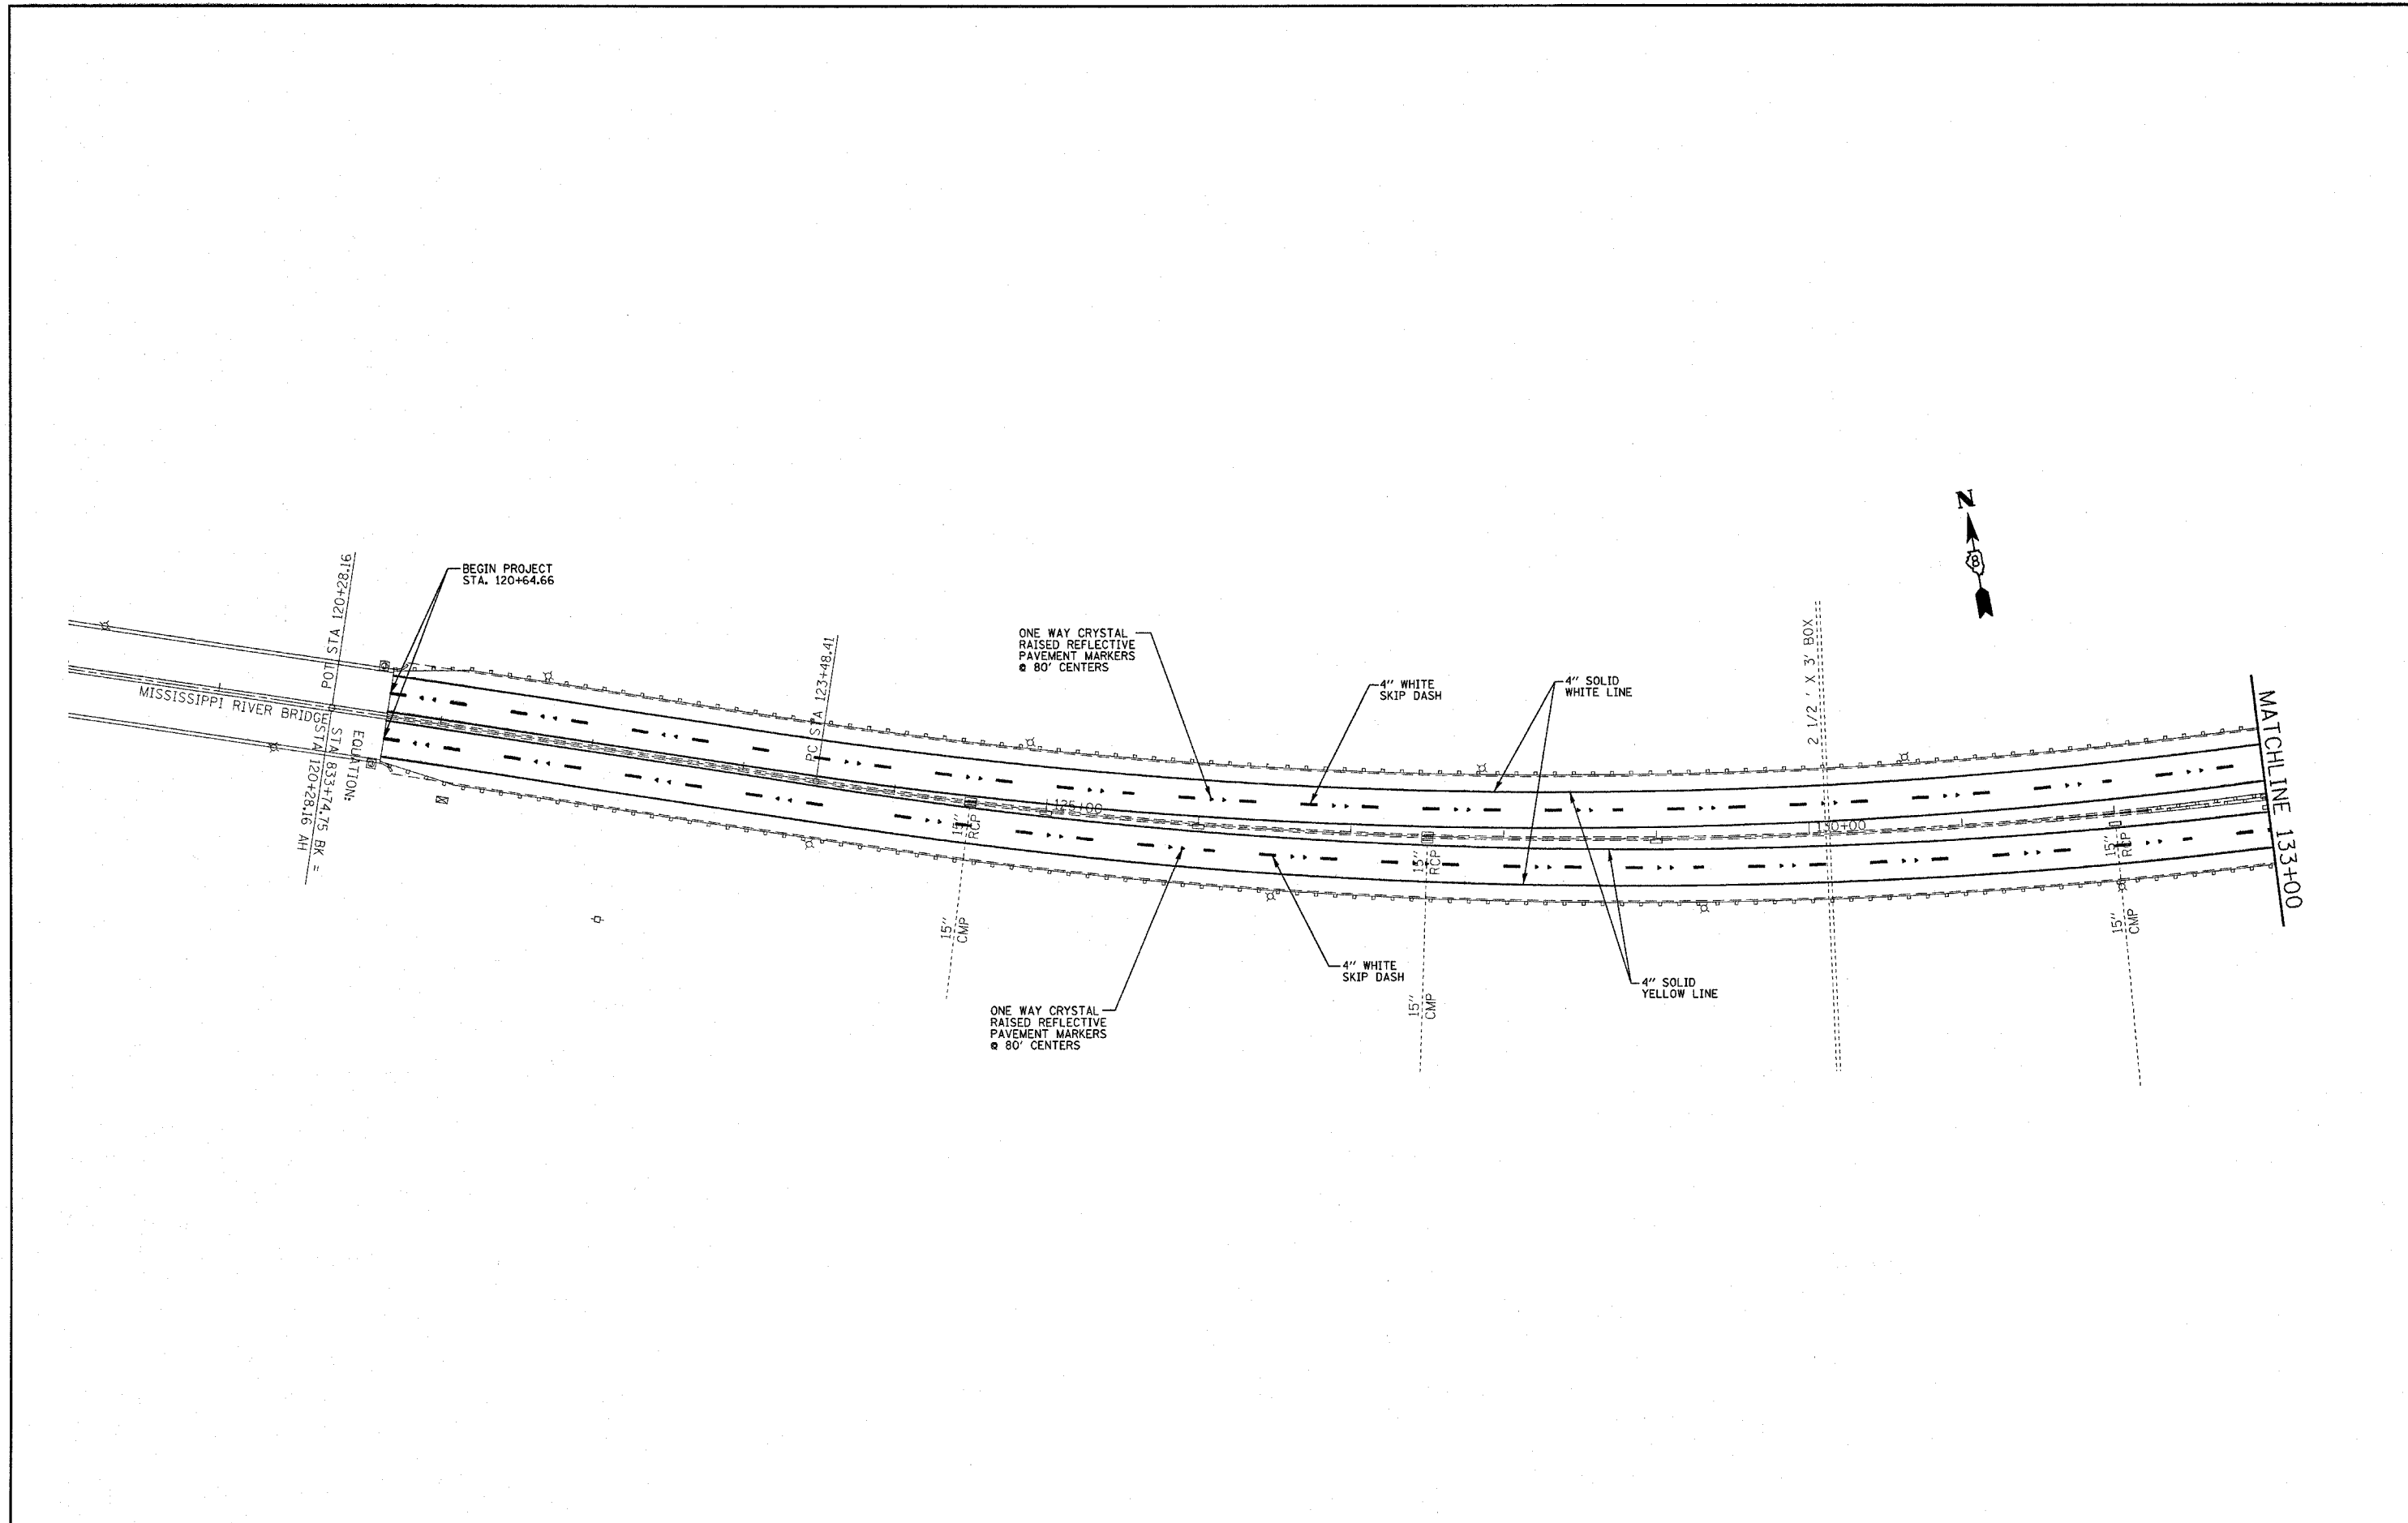 N
8
POT STA 120+28.16
BEGIN PROJECT
STA. 120+64.66
MISSISSIPPI RIVER BRIDGE
EQUATION:
STA 833+74.75 BK =
STA 120+28.16 AH
PC STA 123+48.41
ONE WAY CRYSTAL
RAISED REFLECTIVE
PAVEMENT MARKERS
@ 80' CENTERS
4" WHITE
SKIP DASH
4" SOLID
WHITE LINE
2 1/2 ' X 3' BOX
MATCHLINE 133+00
125+00
130+00
15"
RCP
15"
CMP
15"
RCP
15"
CMP
15"
RCP
15"
CMP
ONE WAY CRYSTAL
RAISED REFLECTIVE
PAVEMENT MARKERS
@ 80' CENTERS
4" WHITE
SKIP DASH
4" SOLID
YELLOW LINE